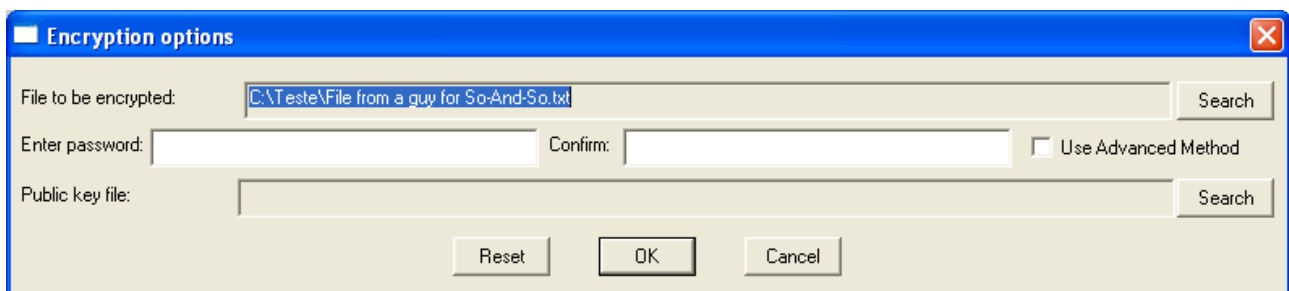 Encryption options
File to be encrypted: C:\Teste\File from a guy for So-And-So.txt Search
Enter password: Confirm: Use Advanced Method
Public key file: Search
Reset OK Cancel